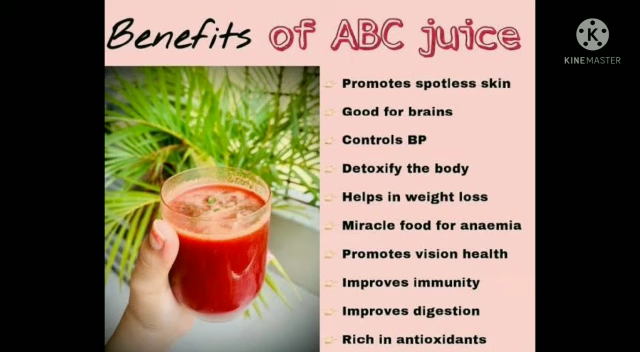 Benefits of ABC juice
KINEMASTER
Promotes spotless skin
Good for brains
Controls BP
Detoxify the body
Helps in weight loss
Miracle food for anaemia
Promotes vision health
Improves immunity
Improves digestion
Rich in antioxidants